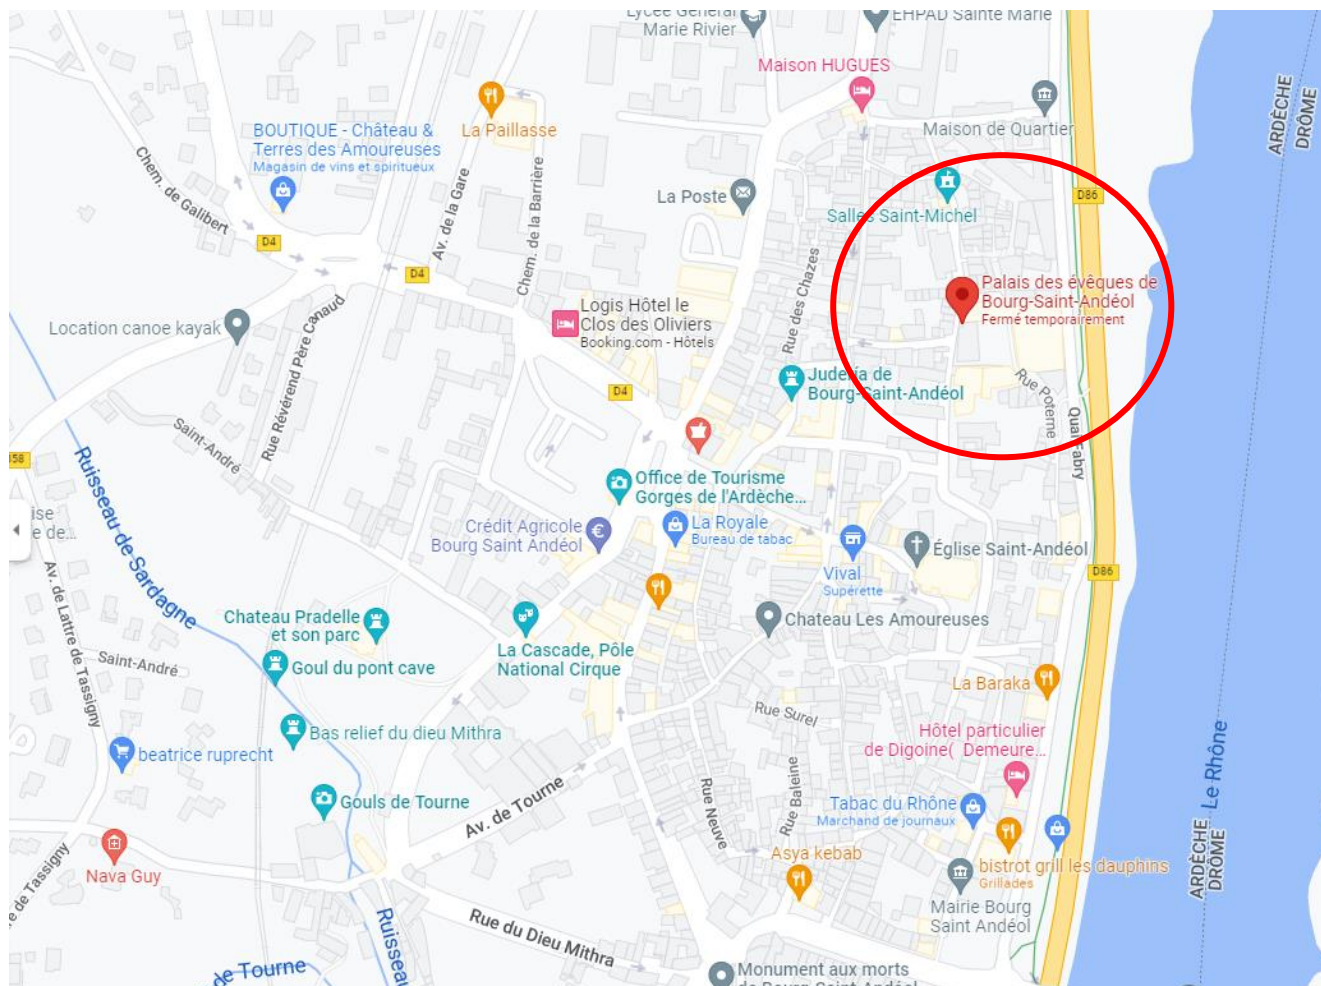 Lycée Général
Marie Rivier
EHPAD Sainte Marie
Maison HUGUES
La Paillasse
BOUTIQUE - Château &
Terres des Amoureuses
Magasin de vins et spiritueux
Maison de Quartier
ARDÈCHE
DRÔME
Chem. de Galibert
Av. de la Gare
Chem. de la Barrière
La Poste
Salles Saint-Michel
D86
D4
D4
Rue des Chazes
Palais des évêques de
Bourg-Saint-Andéol
Fermé temporairement
Logis Hôtel le
Clos des Oliviers
Booking.com - Hôtels
Location canoe kayak
Rue Révérend Père Canaud
D4
Judería de
Bourg-Saint-Andéol
Rue Poterne
Quai Fabry
Saint-André
Ruisseau de Sardagne
Office de Tourisme
Gorges de l'Ardèche...
La Royale
Bureau de tabac
Crédit Agricole
Bourg Saint Andéol
Église Saint-Andéol
Vival
Supérette
D86
Av. de Lattre de Tassigny
Chateau Pradelle
et son parc
Chateau Les Amoureuses
La Cascade, Pôle
National Cirque
Saint-André
Goul du pont cave
La Baraka
Rue Surel
Bas relief du dieu Mithra
Hôtel particulier
de Digoine( Demeure...
beatrice ruprecht
Le Rhône
Gouls de Tourne
Av. de Tourne
Rue Neuve
Rue Baleine
Tabac du Rhône
Marchand de journaux
ARDÈCHE
DRÔME
Asya kebab
bistrot grill les dauphins
Grillades
Nava Guy
de Tassigny
Mairie Bourg
Saint Andéol
Rue du Dieu Mithra
Ruisseau
de Tourne
Monument aux morts
de Bourg-Saint-Andéol